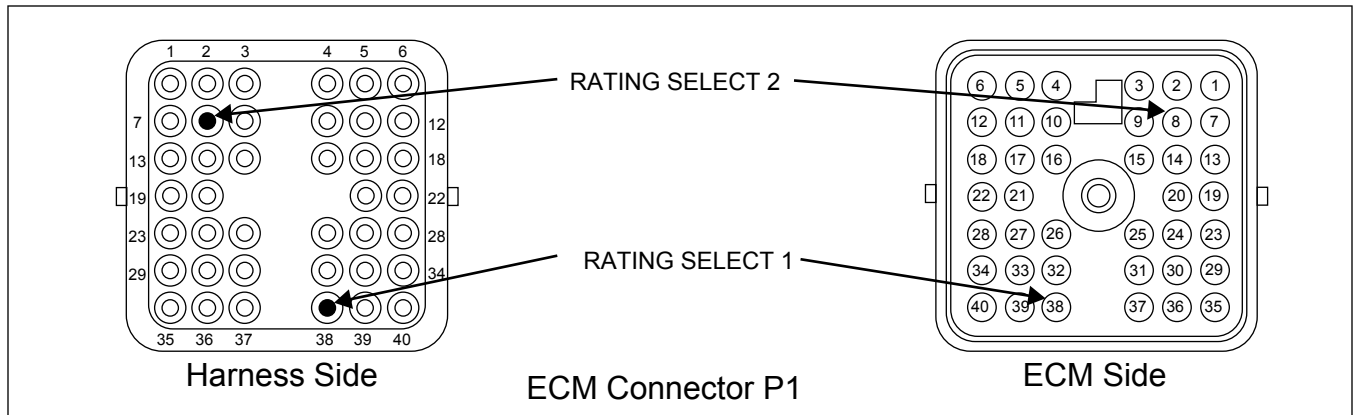 1 2 3 4 5 6
7 12
13 18
19 22
23 28
29 34
35 36 37 38 39 40
Harness Side
RATING SELECT 2
RATING SELECT 1
ECM Connector P1
6 5 4 3 2 1
12 11 10 9 8 7
18 17 16 15 14 13
22 21 20 19
28 27 26 25 24 23
34 33 32 31 30 29
40 39 38 37 36 35
ECM Side